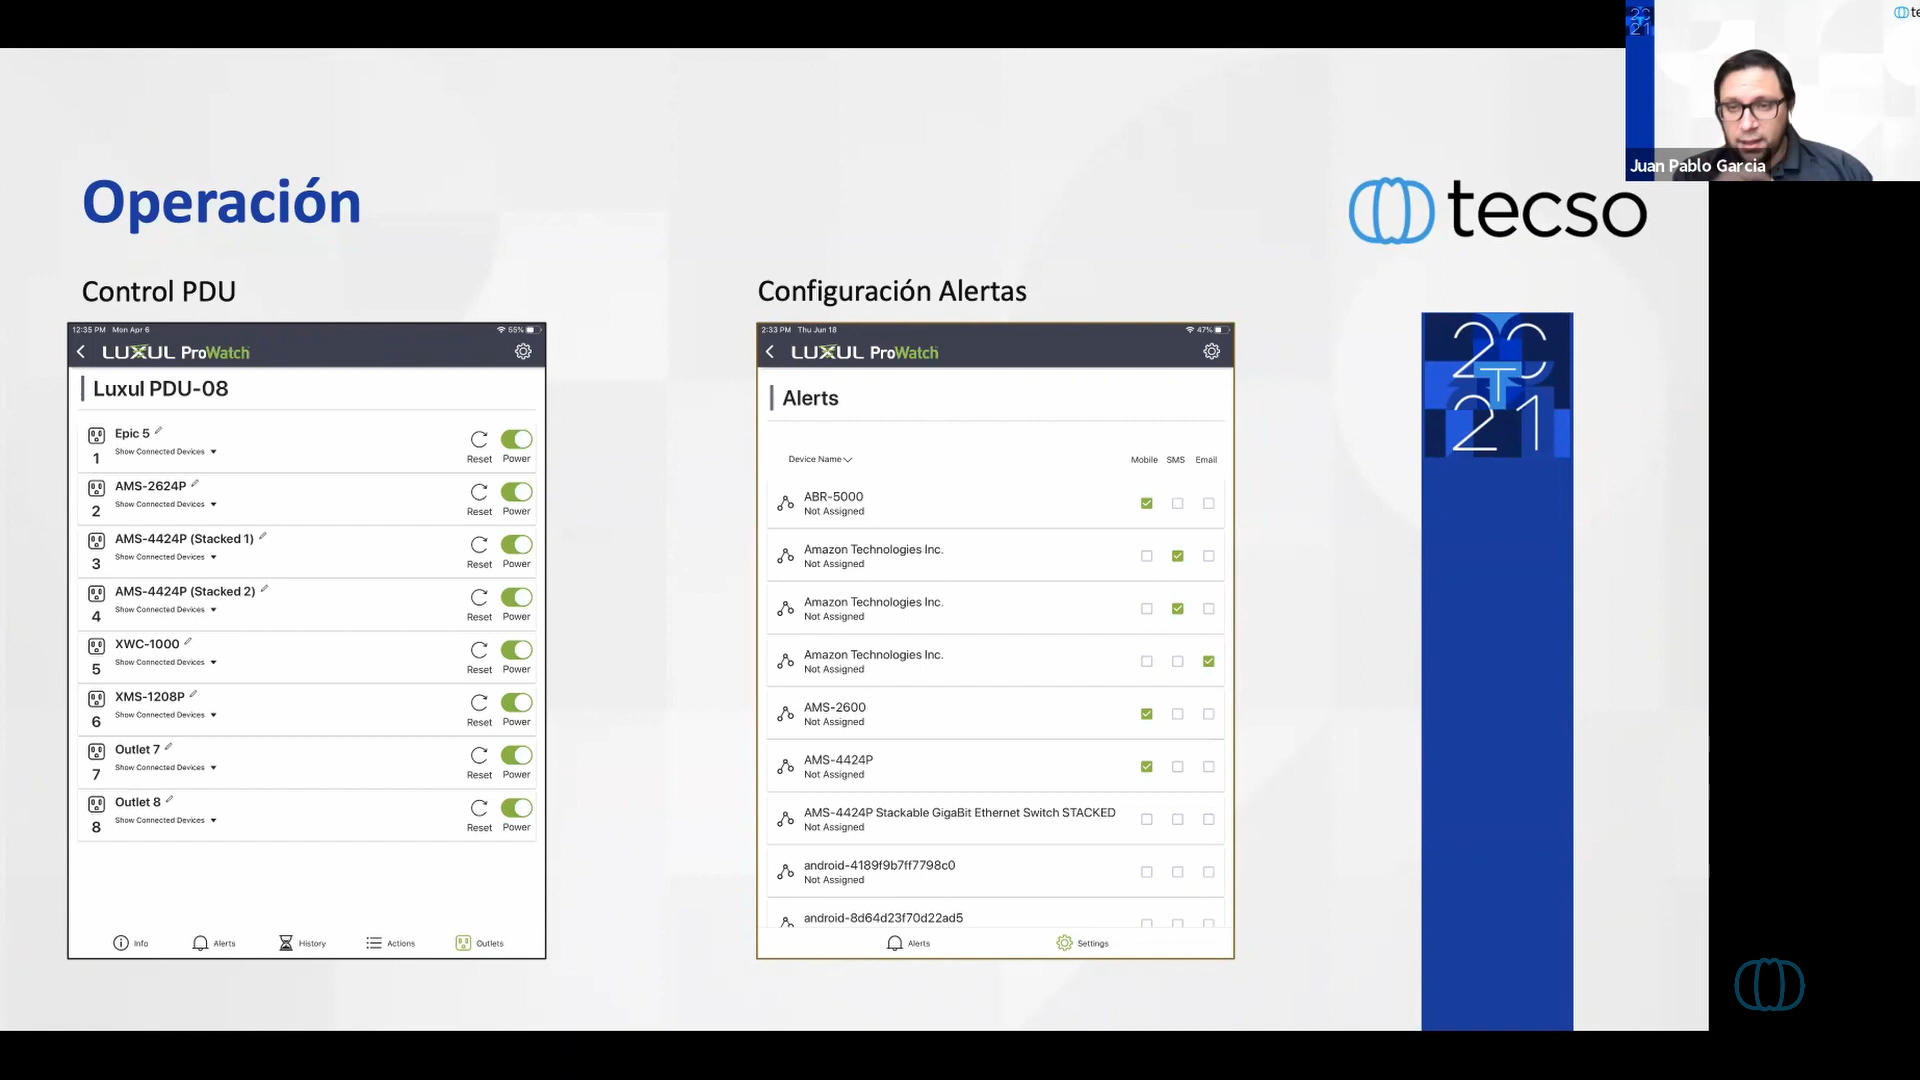 Operación
tecso
Juan Pablo Garcia
Control PDU
12:35 PM Mon Apr 6
55%
LUXUL ProWatch
Luxul PDU-08
1
Epic 5
Show Connected Devices
Reset
Power
2
AMS-2624P
Show Connected Devices
Reset
Power
3
AMS-4424P (Stacked 1)
Show Connected Devices
Reset
Power
4
AMS-4424P (Stacked 2)
Show Connected Devices
Reset
Power
5
XWC-1000
Show Connected Devices
Reset
Power
6
XMS-1208P
Show Connected Devices
Reset
Power
7
Outlet 7
Show Connected Devices
Reset
Power
8
Outlet 8
Show Connected Devices
Reset
Power
Info
Alerts
History
Actions
Outlets
Configuración Alertas
2:33 PM Thu Jun 18
47%
LUXUL ProWatch
Alerts
Device Name
Mobile
SMS
Email
ABR-5000
Not Assigned
Amazon Technologies Inc.
Not Assigned
Amazon Technologies Inc.
Not Assigned
Amazon Technologies Inc.
Not Assigned
AMS-2600
Not Assigned
AMS-4424P
Not Assigned
AMS-4424P Stackable GigaBit Ethernet Switch STACKED
Not Assigned
android-4189f9b7ff7798c0
Not Assigned
android-8d64d23f70d22ad5
Alerts
Settings
20
T
21
20
21
te